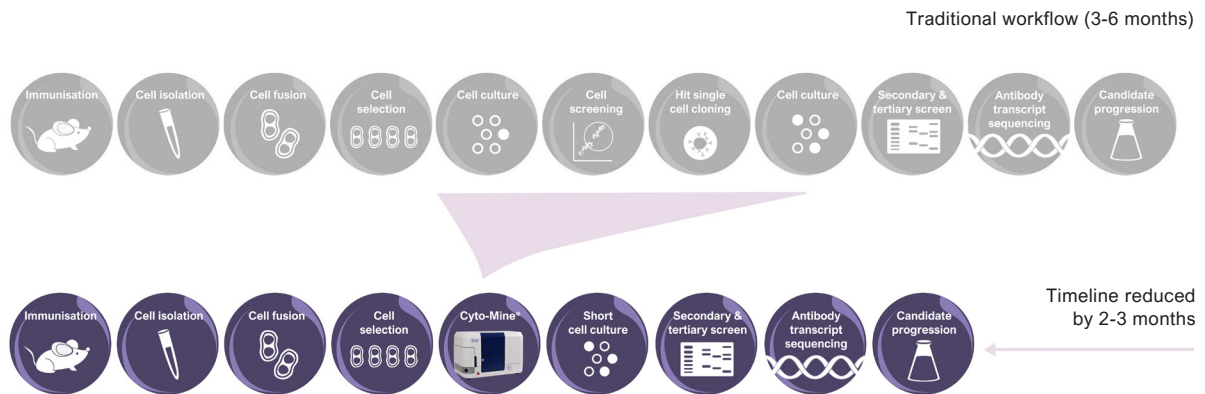 Traditional workflow (3-6 months)
Immunisation
Cell isolation
Cell fusion
Cell
selection
Cell culture
Cell
screening
Hit single
cell cloning
Cell culture
Secondary &
tertiary screen
Antibody
transcript
sequencing
Candidate
progression
Immunisation
Cell isolation
Cell fusion
Cell
selection
Cyto-Mine®
Short
cell culture
Secondary &
tertiary screen
Antibody
transcript
sequencing
Candidate
progression
Timeline reduced
by 2-3 months